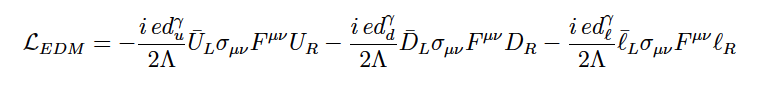 $\mathcal{L}_{EDM} = -\frac{i\,ed_u^{\gamma}}{2\Lambda}\bar{U}_L\sigma_{\mu\nu}F^{\mu\nu}U_R - \frac{i\,ed_d^{\gamma}}{2\Lambda}\bar{D}_L\sigma_{\mu\nu}F^{\mu\nu}D_R - \frac{i\,ed_{\ell}^{\gamma}}{2\Lambda}\bar{\ell}_L\sigma_{\mu\nu}F^{\mu\nu}\ell_R$